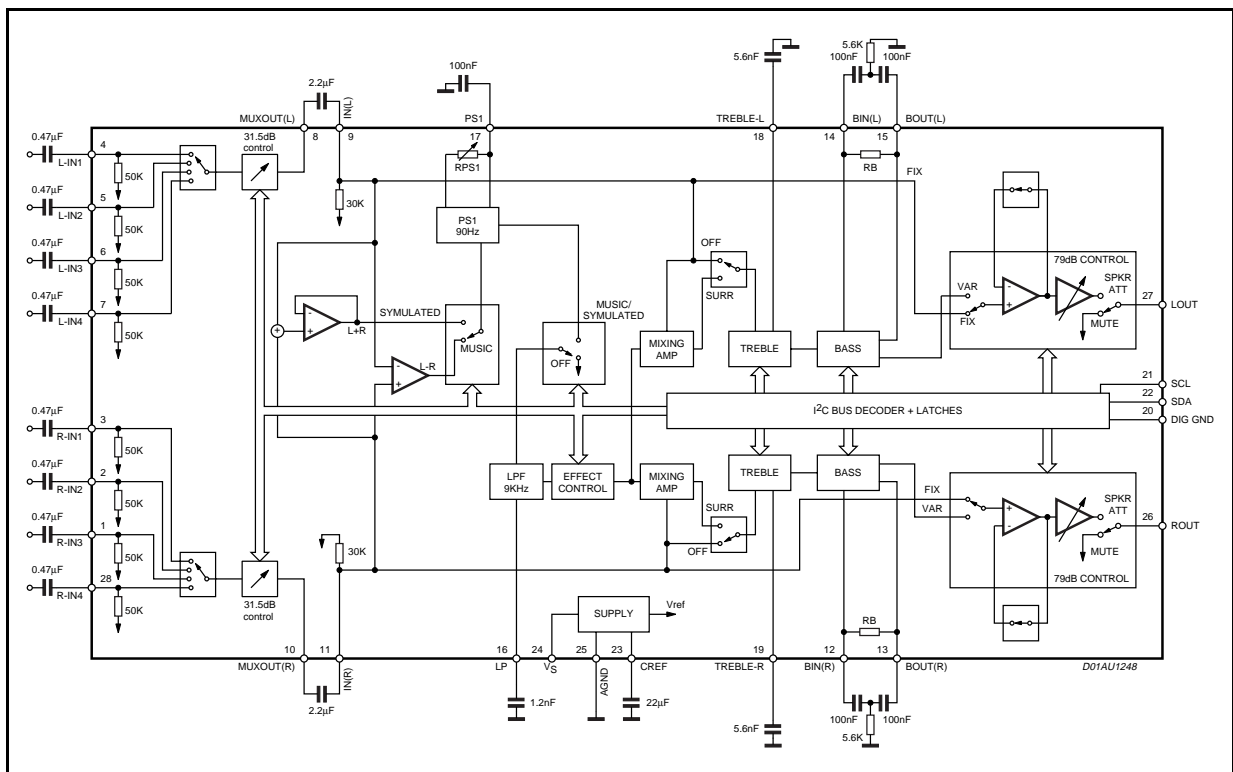 5.6K
100nF 100nF
5.6nF
100nF
2.2µF
IN(L)
MUXOUT(L)
PS1
TREBLE-L
BIN(L)
BOUT(L)
8
9
17
18
14
15
0.47µF
4
L-IN1
50K
0.47µF
5
L-IN2
50K
0.47µF
6
L-IN3
50K
0.47µF
7
L-IN4
50K
31.5dB
control
30K
RPS1
PS1
90Hz
RB
FIX
OFF
SURR
79dB CONTROL
SPKR
ATT
VAR
FIX
MUTE
27
LOUT
-
+
L+R
+
SYMULATED
MUSIC
MUSIC/
SYMULATED
OFF
-
+
L-R
MIXING
AMP
TREBLE
BASS
-
+
21
SCL
22
SDA
20
DIG GND
I2C BUS DECODER + LATCHES
0.47µF
3
R-IN1
50K
0.47µF
2
R-IN2
50K
0.47µF
1
R-IN3
50K
0.47µF
28
R-IN4
50K
31.5dB
control
30K
LPF
9KHz
EFFECT
CONTROL
MIXING
AMP
TREBLE
BASS
SURR
OFF
FIX
VAR
+
-
SPKR
ATT
MUTE
79dB CONTROL
26
ROUT
SUPPLY
Vref
RB
10
11
16
24
25
23
19
12
13
MUXOUT(R)
IN(R)
LP
VS
AGND
CREF
TREBLE-R
BIN(R)
BOUT(R)
D01AU1248
2.2µF
1.2nF
22µF
5.6nF
100nF 100nF
5.6K